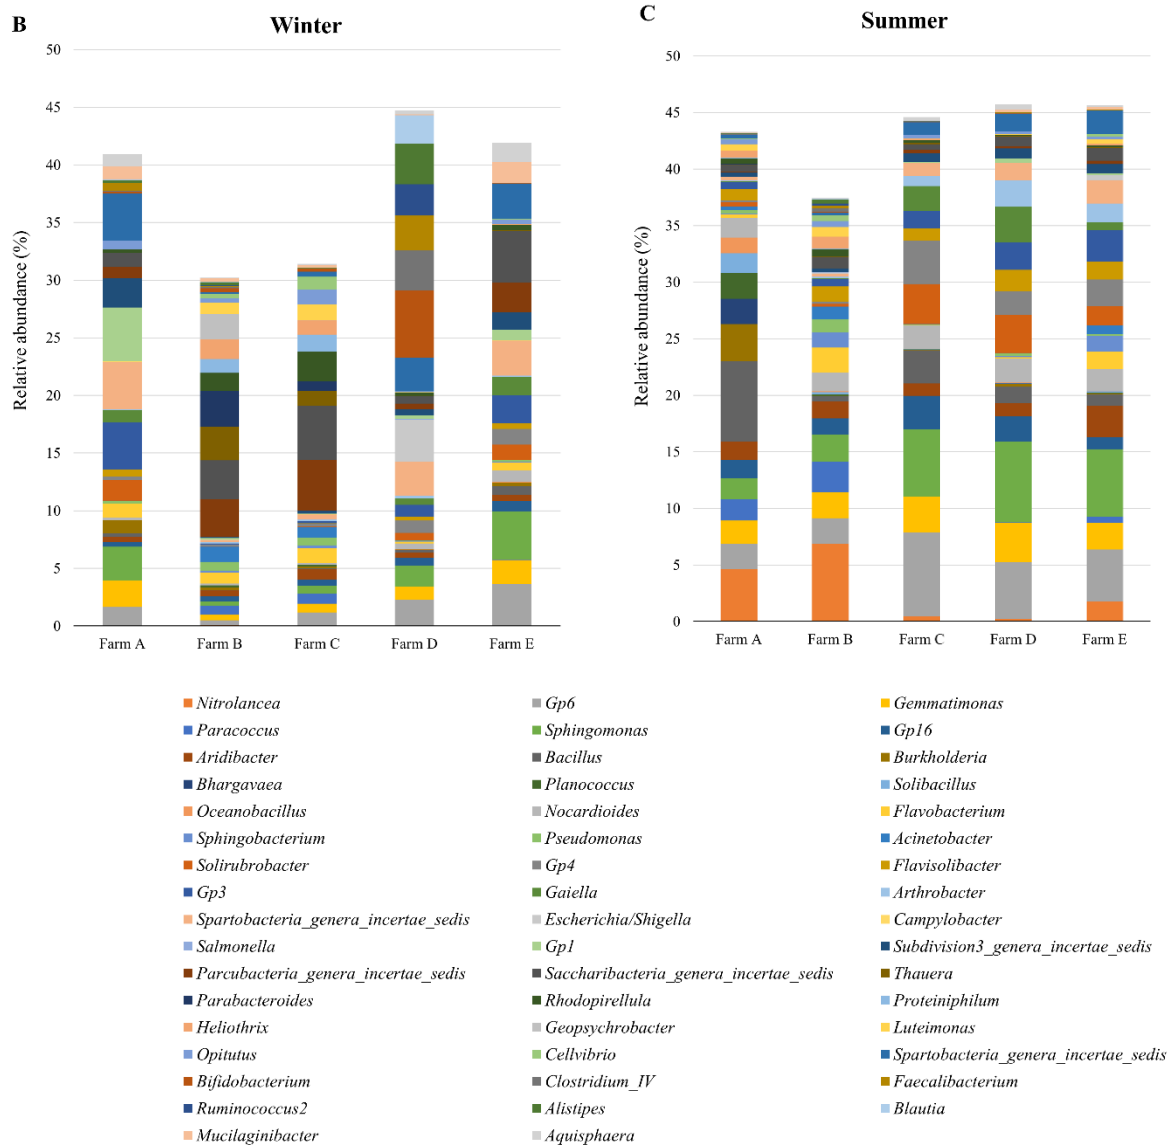 B
Winter
C
Summer
50
45
40
35
30
25
20
15
10
5
0
Relative abundance (%)
Farm A Farm B Farm C Farm D Farm E
50
45
40
35
30
25
20
15
10
5
0
Relative abundance (%)
Farm A Farm B Farm C Farm D Farm E
Nitrolancea Gp6 Gemmatimonas
Paracoccus Sphingomonas Gp16
Aridibacter Bacillus Burkholderia
Bhargavaea Planococcus Solibacillus
Oceanobacillus Nocardioides Flavobacterium
Sphingobacterium Pseudomonas Acinetobacter
Solirubrobacter Gp4 Flavisolibacter
Gp3 Gaiella Arthrobacter
Spartobacteria_genera_incertae_sedis Escherichia/Shigella Campylobacter
Salmonella Gp1 Subdivision3_genera_incertae_sedis
Parcubacteria_genera_incertae_sedis Saccharibacteria_genera_incertae_sedis Thauera
Parabacteroides Rhodopirellula Proteiniphilum
Heliothrix Geopsychrobacter Luteimonas
Opitutus Cellvibrio Spartobacteria_genera_incertae_sedis
Bifidobacterium Clostridium_IV Faecalibacterium
Ruminococcus2 Alistipes Blautia
Mucilaginibacter Aquisphaera